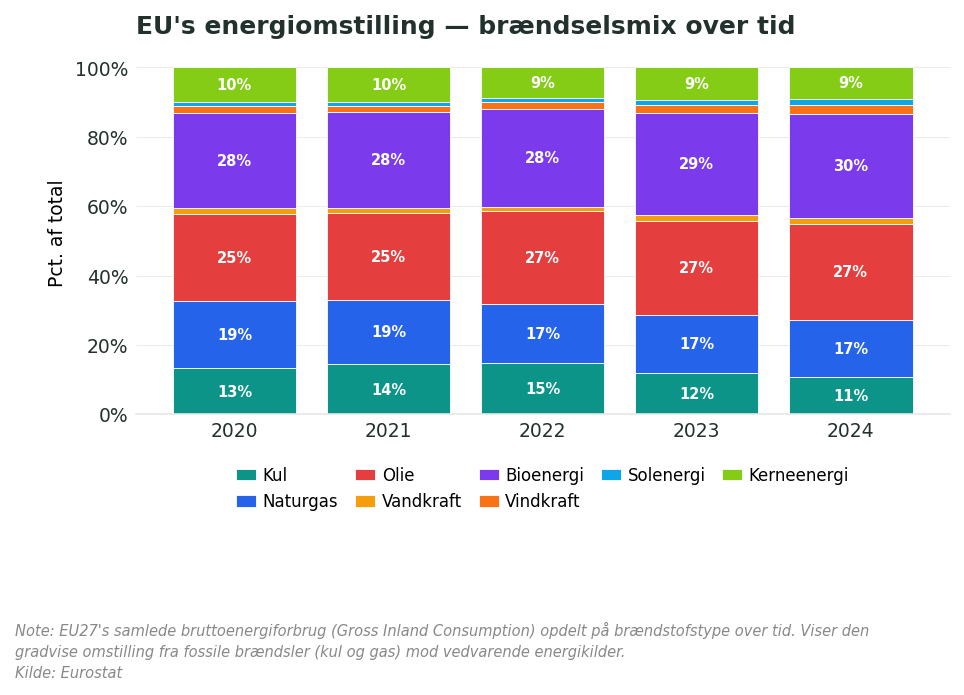 EU's energiomstilling — brændselsmix over tid
Pct. af total
100%
80%
60%
40%
20%
0%
10% 10% 9% 9% 9%
28% 28% 28% 29% 30%
25% 25% 27% 27% 27%
19% 19% 17% 17% 17%
13% 14% 15% 12% 11%
2020 2021 2022 2023 2024
Kul Olie Bioenergi Solenergi Kerneenergi
Naturgas Vandkraft Vindkraft
Note: EU27's samlede bruttoenergiforbrug (Gross Inland Consumption) opdelt på brændstofstype over tid. Viser den
gradvise omstilling fra fossile brændsler (kul og gas) mod vedvarende energikilder.
Kilde: Eurostat